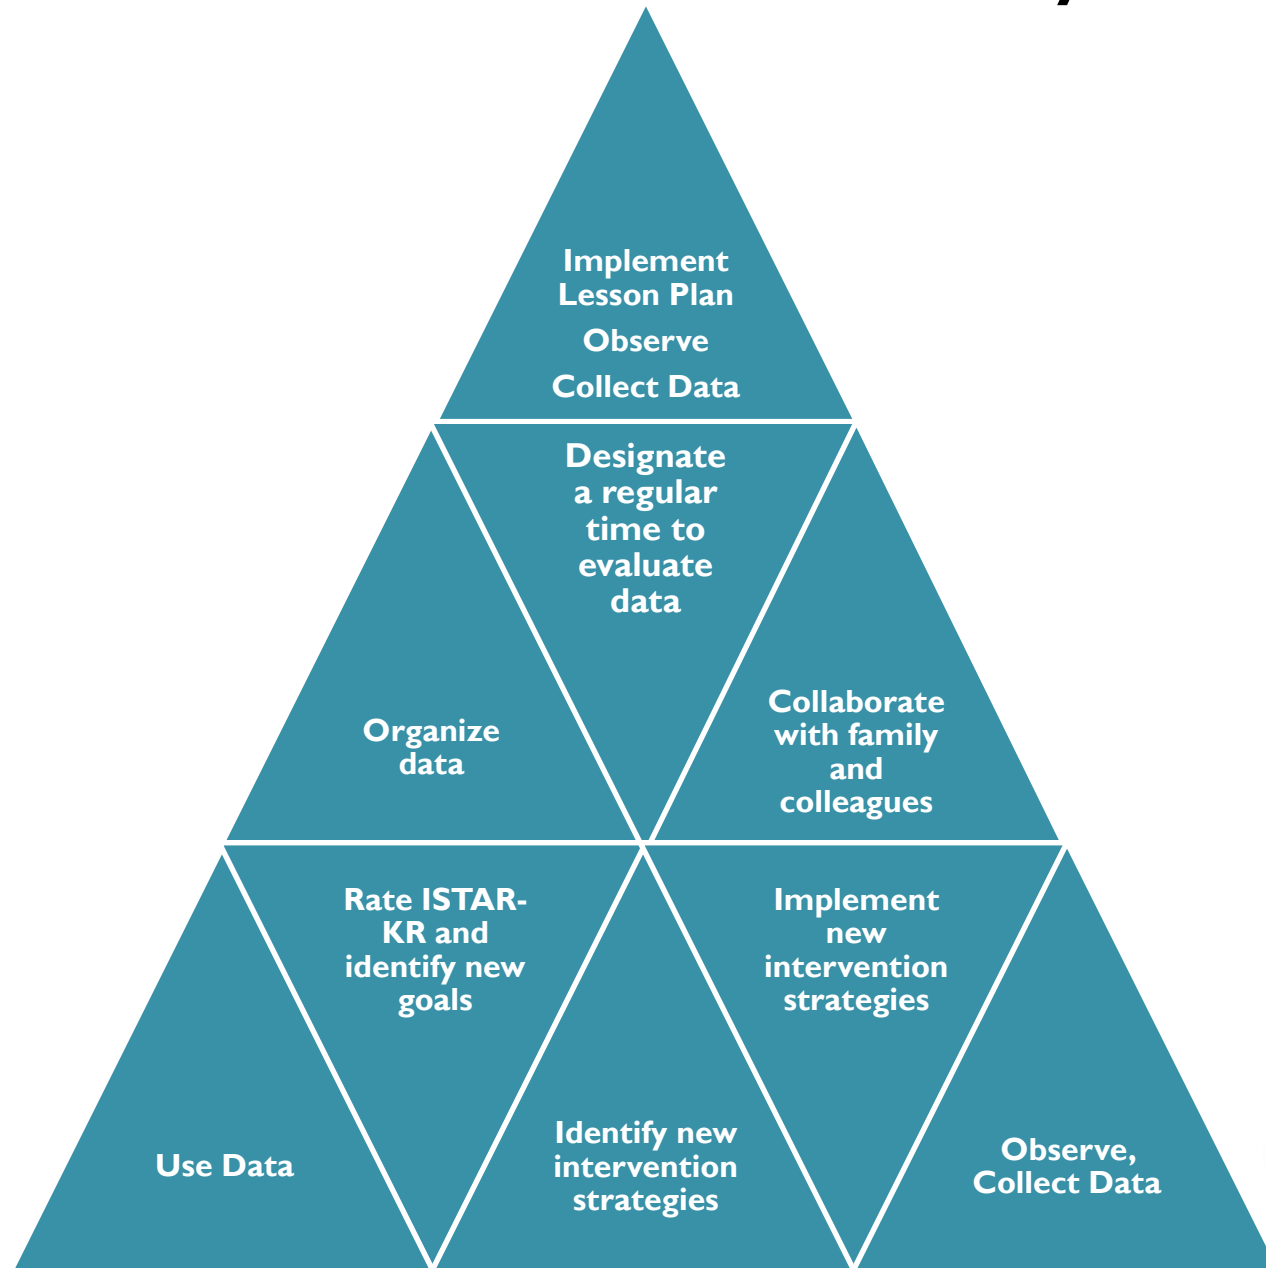 Implement
Lesson Plan
Observe
Collect Data
Designate
a regular
time to
evaluate
data
Organize
data
Collaborate
with family
and
colleagues
Rate ISTAR-
KR and
identify new
goals
Implement
new
intervention
strategies
Use Data
Identify new
intervention
strategies
Observe,
Collect Data